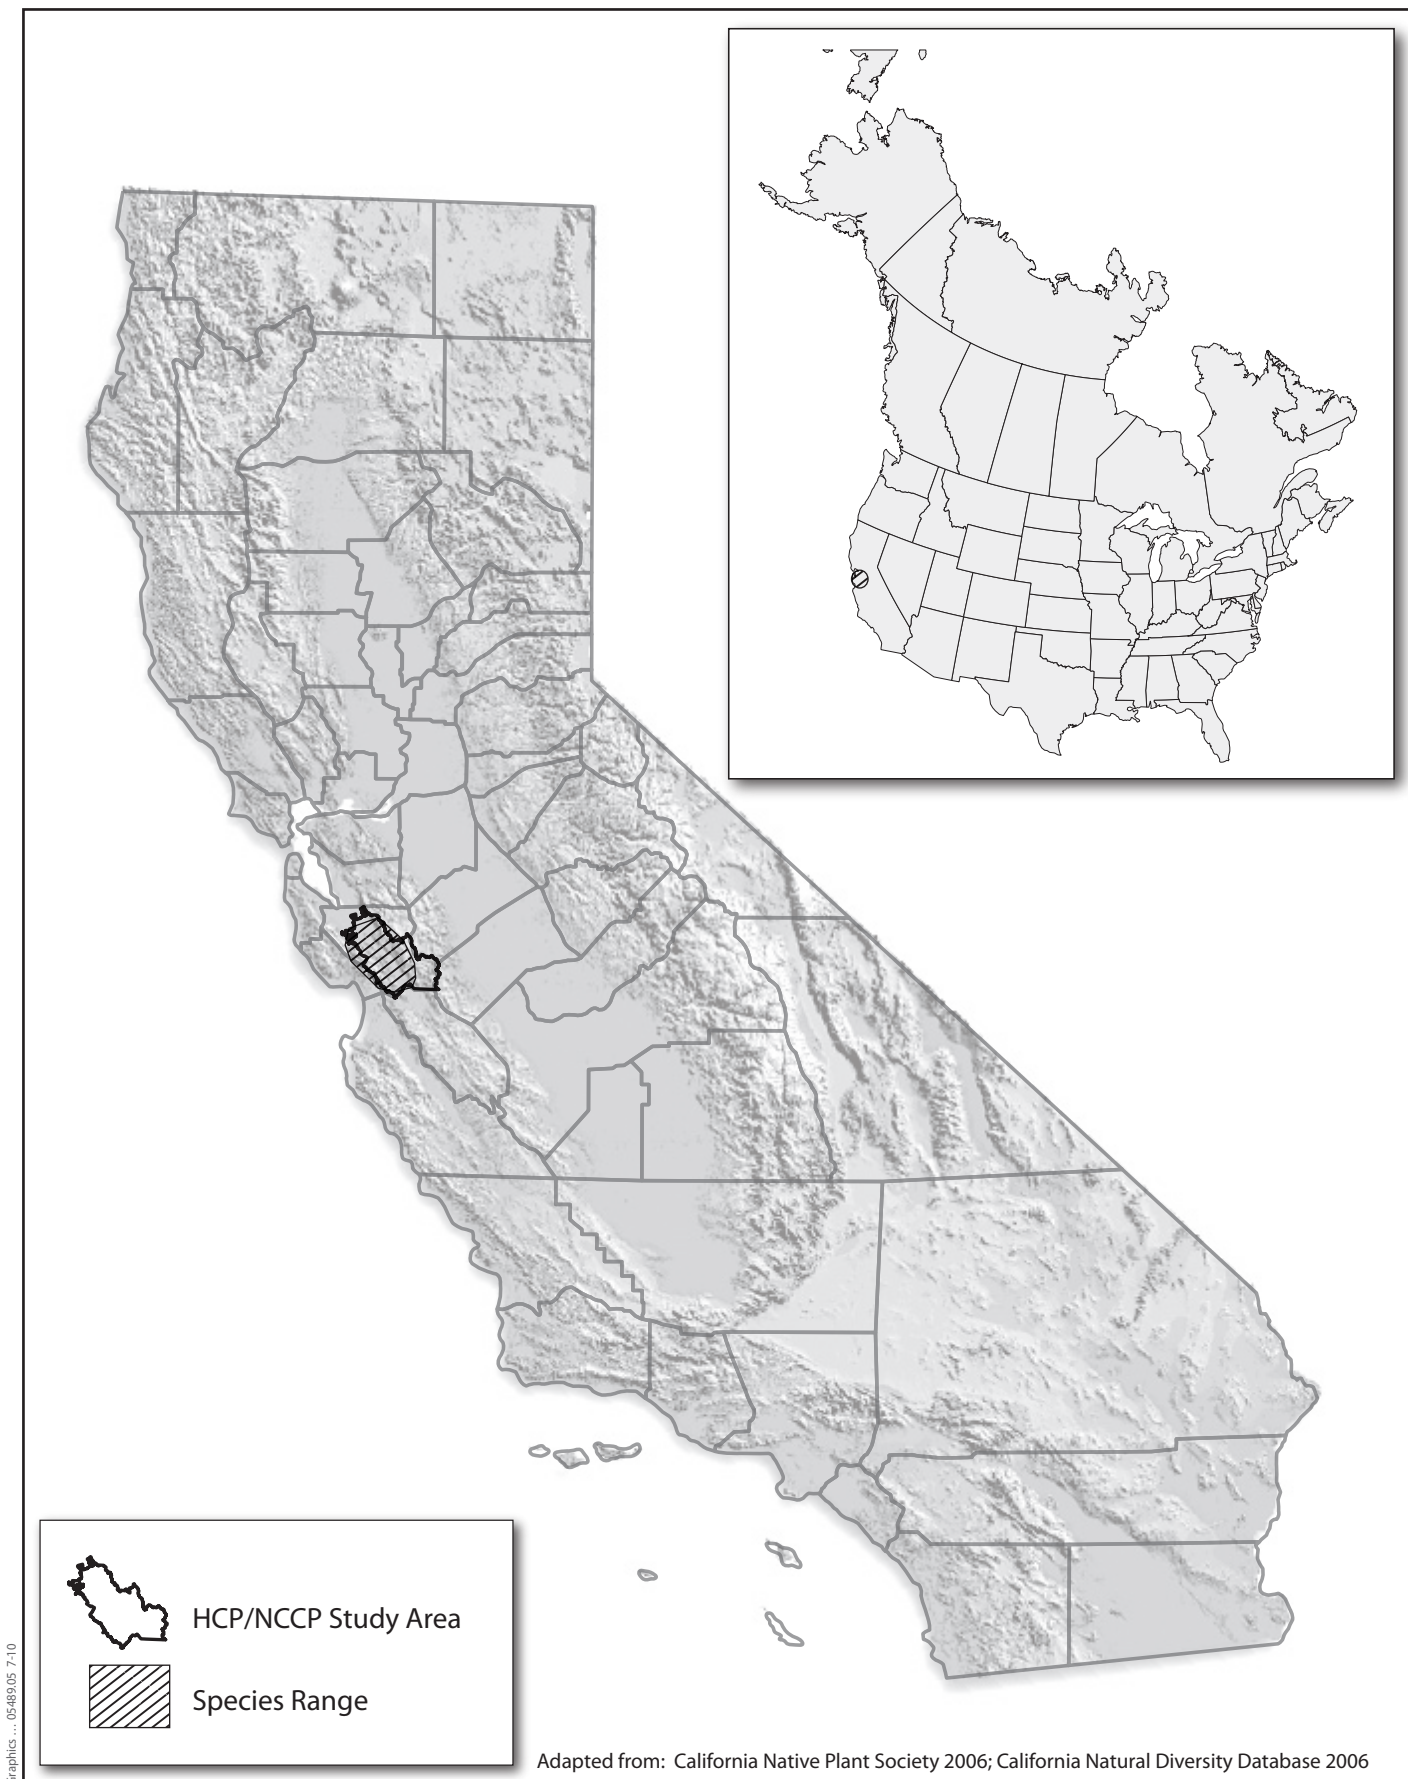 HCP/NCCP Study Area
Species Range
Adapted from: California Native Plant Society 2006; California Natural Diversity Database 2006
Graphics … 05489.05 7-10